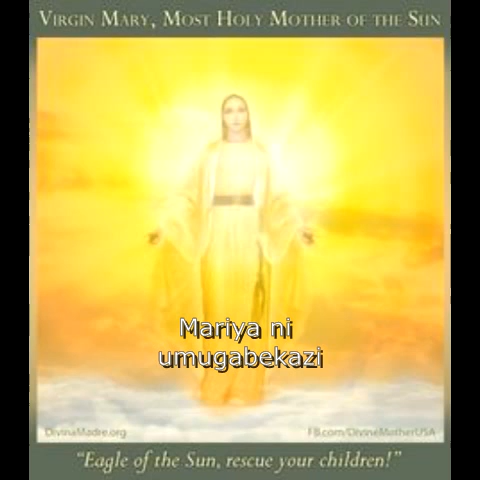 Virgin Mary, Most Holy Mother of the Sun
Mariya ni
umugabekazi
DivinaMadre.org
FB.com/DivineMotherUSA
“Eagle of the Sun, rescue your children!”